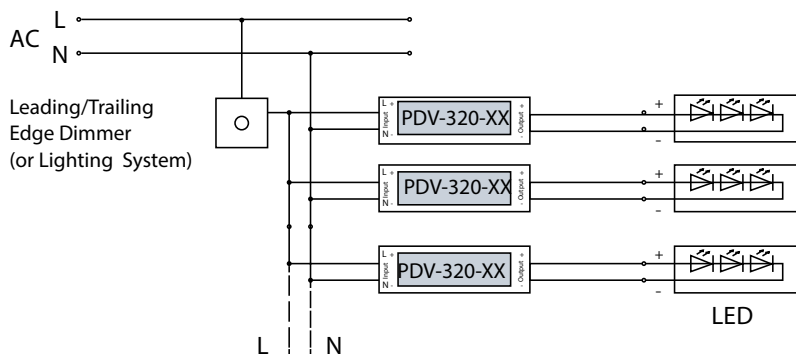 L
AC
N
Leading/Trailing
Edge Dimmer
(or Lighting System)
L +
Input
N -
PDV-320-XX
+
Output
-
+
–
L +
Input
N -
PDV-320-XX
+
Output
-
+
–
L +
Input
N -
PDV-320-XX
+
Output
-
+
–
LED
L N